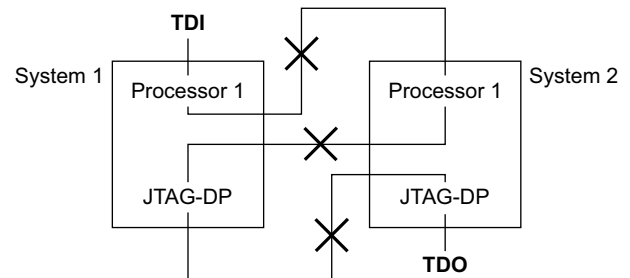 TDI
System 1
System 2
Processor 1
Processor 1
JTAG-DP
JTAG-DP
TDO